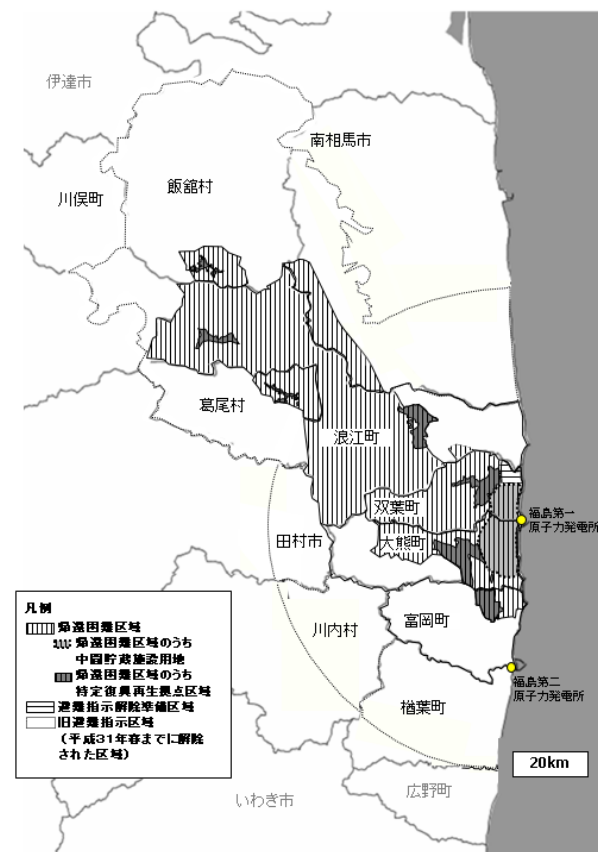 伊達市
南相馬市
飯舘村
川俣町
葛尾村
浪江町
双葉町
福島第一
原子力発電所
大熊町
田村市
川内村
富岡町
福島第二
原子力発電所
楢葉町
20km
広野町
いわき市
凡例
帰還困難区域
帰還困難区域のうち
中間貯蔵施設用地
帰還困難区域のうち
特定復興再生拠点区域
避難指示解除準備区域
旧避難指示区域
（平成31年春までに解除
された区域）